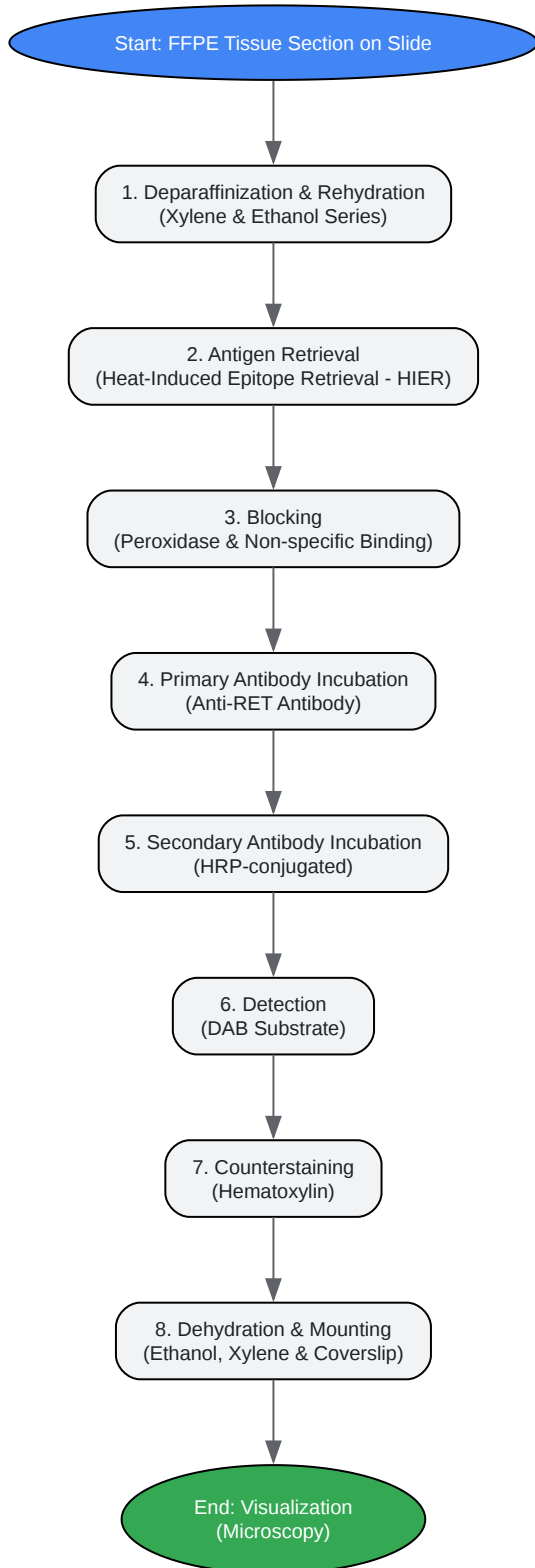 Start: FFPE Tissue Section on Slide
1. Deparaffinization & Rehydration
(Xylene & Ethanol Series)
2. Antigen Retrieval
(Heat-Induced Epitope Retrieval - HIER)
3. Blocking
(Peroxidase & Non-specific Binding)
4. Primary Antibody Incubation
(Anti-RET Antibody)
5. Secondary Antibody Incubation
(HRP-conjugated)
6. Detection
(DAB Substrate)
7. Counterstaining
(Hematoxylin)
8. Dehydration & Mounting
(Ethanol, Xylene & Coverslip)
End: Visualization
(Microscopy)